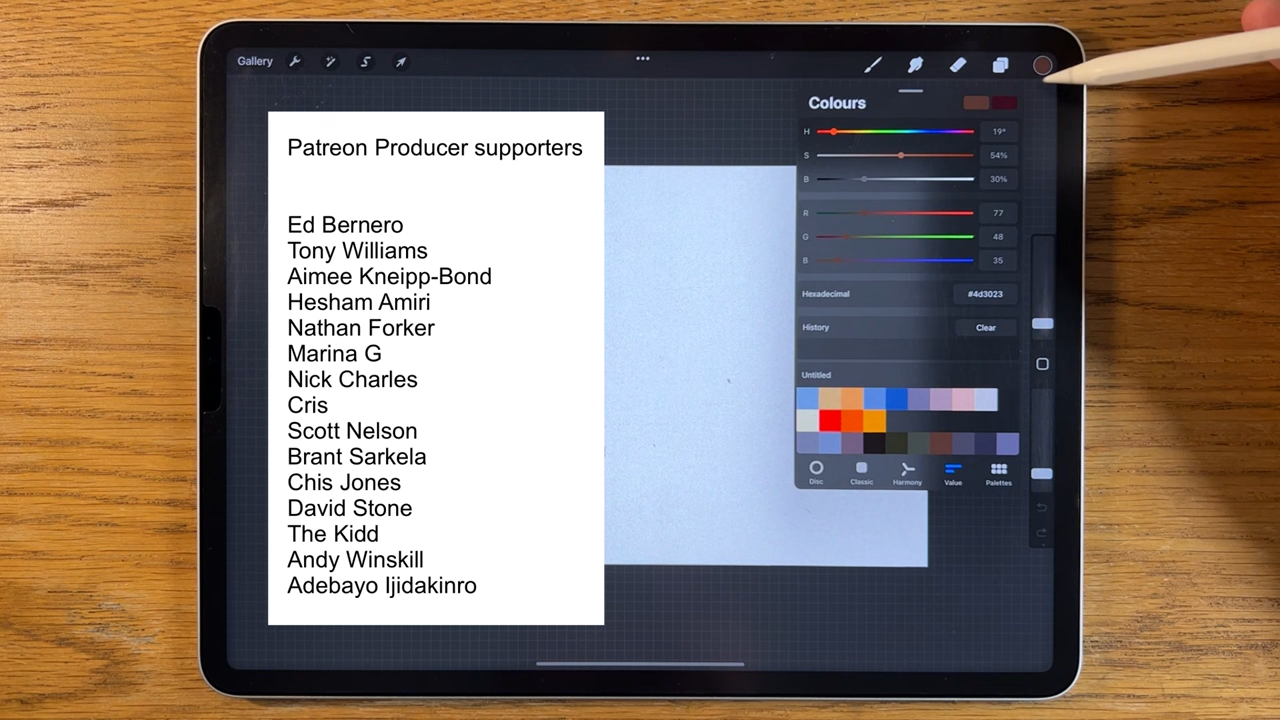 Gallery
Patreon Producer supporters
Ed Bernero
Tony Williams
Aimee Kneipp-Bond
Hesham Amiri
Nathan Forker
Marina G
Nick Charles
Cris
Scott Nelson
Brant Sarkela
Chis Jones
David Stone
The Kidd
Andy Winskill
Adebayo Ijidakinro
Colours
H 19°
S 54%
B 30%
R 77
G 48
B 35
Hexadecimal #4d3023
History Clear
Untitled
Disc Classic Harmony Value Palettes